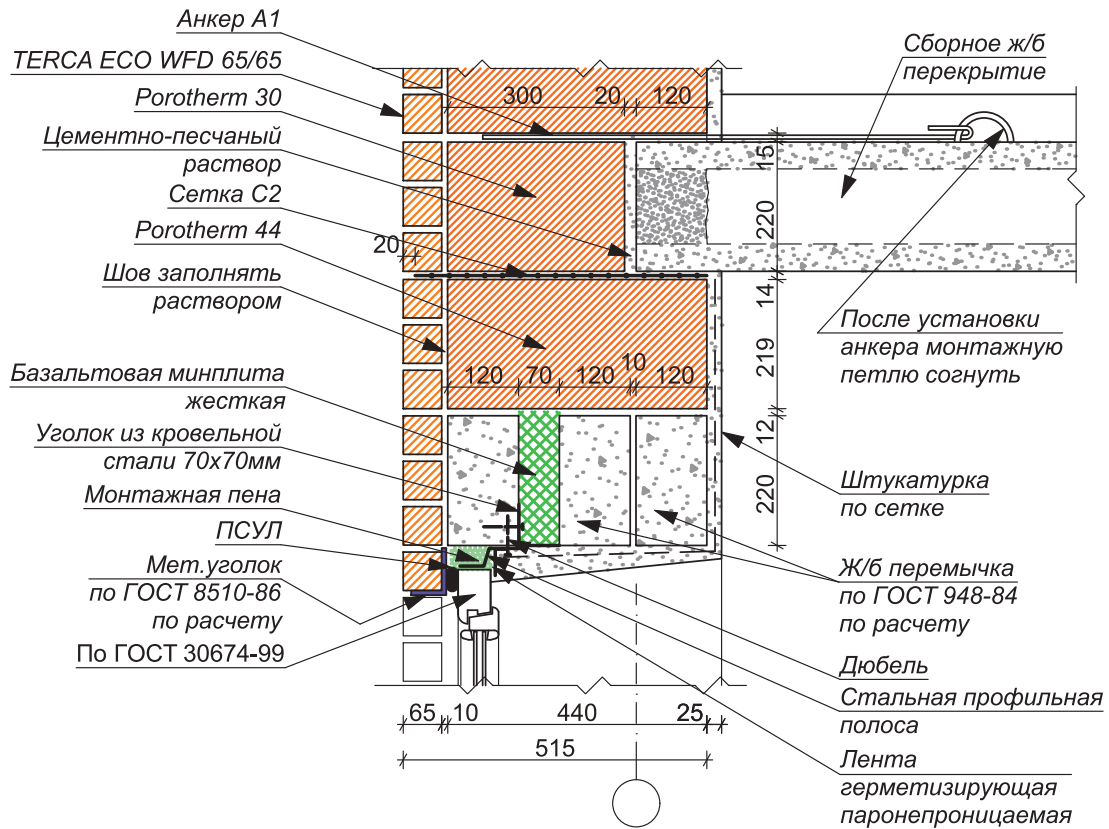 Анкер А1
TERCA ECO WFD 65/65
Porotherm 30
Цементно-песчаный
раствор
Сетка С2
Porotherm 44
Шов заполнять
раствором
Базальтовая минплита
жесткая
Уголок из кровельной
стали 70х70мм
Монтажная пена
ПСУЛ
Мет.уголок
по ГОСТ 8510-86
по расчету
По ГОСТ 30674-99
Сборное ж/б
перекрытие
300 20 120
15
220
20
14
219
10
120 70 120 120
12
220
После установки
анкера монтажную
петлю согнуть
Штукатурка
по сетке
Ж/б перемычка
по ГОСТ 948-84
по расчету
Дюбель
Стальная профильная
полоса
Лента
герметизирующая
паронепроницаемая
65 10 440 25
515